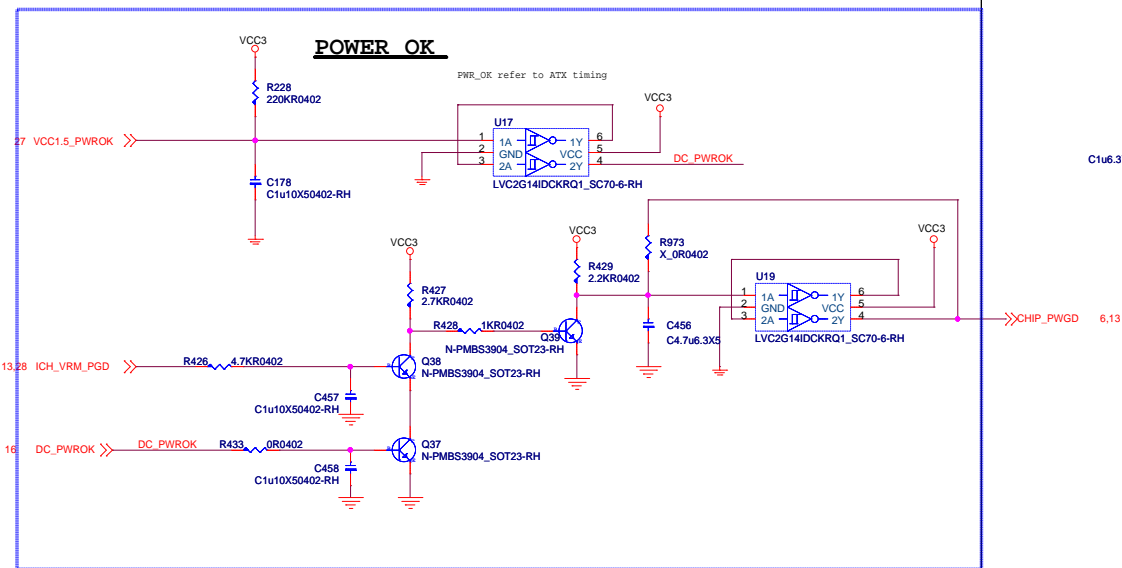 POWER OK
VCC3
PWR_OK refer to ATX timing
R228
220KR0402
VCC3
U17
27 VCC1.5_PWROK
1 1A 1Y 6
2 GND VCC 5
3 2A 2Y 4
DC_PWROK
C1u6.3
C178
C1u10X50402-RH
LVC2G14IDCKRQ1_SC70-6-RH
VCC3
VCC3
VCC3
R973
X_0R0402
R429
2.2KR0402
U19
R427
2.7KR0402
1 1A 1Y 6
2 GND VCC 5
3 2A 2Y 4
CHIP_PWGD 6,13
R428 1KR0402
C456
C4.7u6.3X5
Q39
N-PMBS3904_SOT23-RH
LVC2G14IDCKRQ1_SC70-6-RH
13,28 ICH_VRM_PGD
R426 4.7KR0402
Q38
N-PMBS3904_SOT23-RH
C457
C1u10X50402-RH
16 DC_PWROK
DC_PWROK
R433 0R0402
Q37
N-PMBS3904_SOT23-RH
C458
C1u10X50402-RH